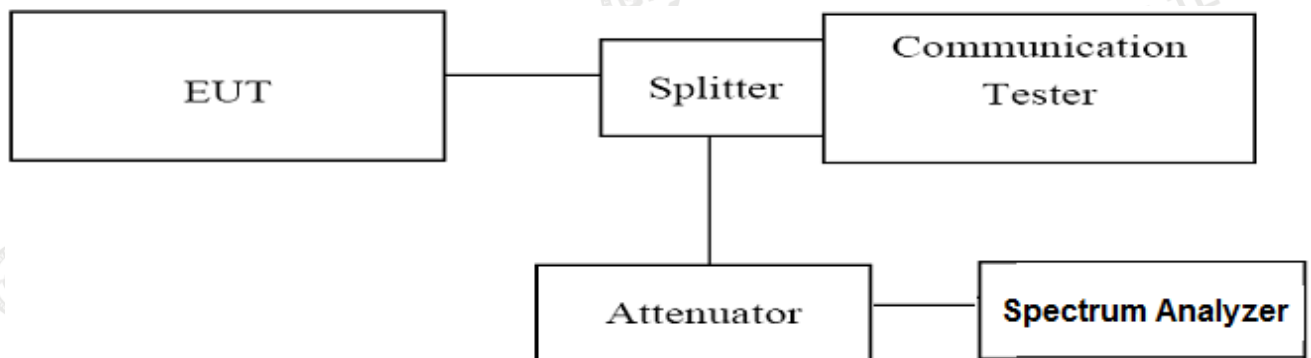 EUT
Splitter
Communication
Tester
Attenuator
Spectrum Analyzer